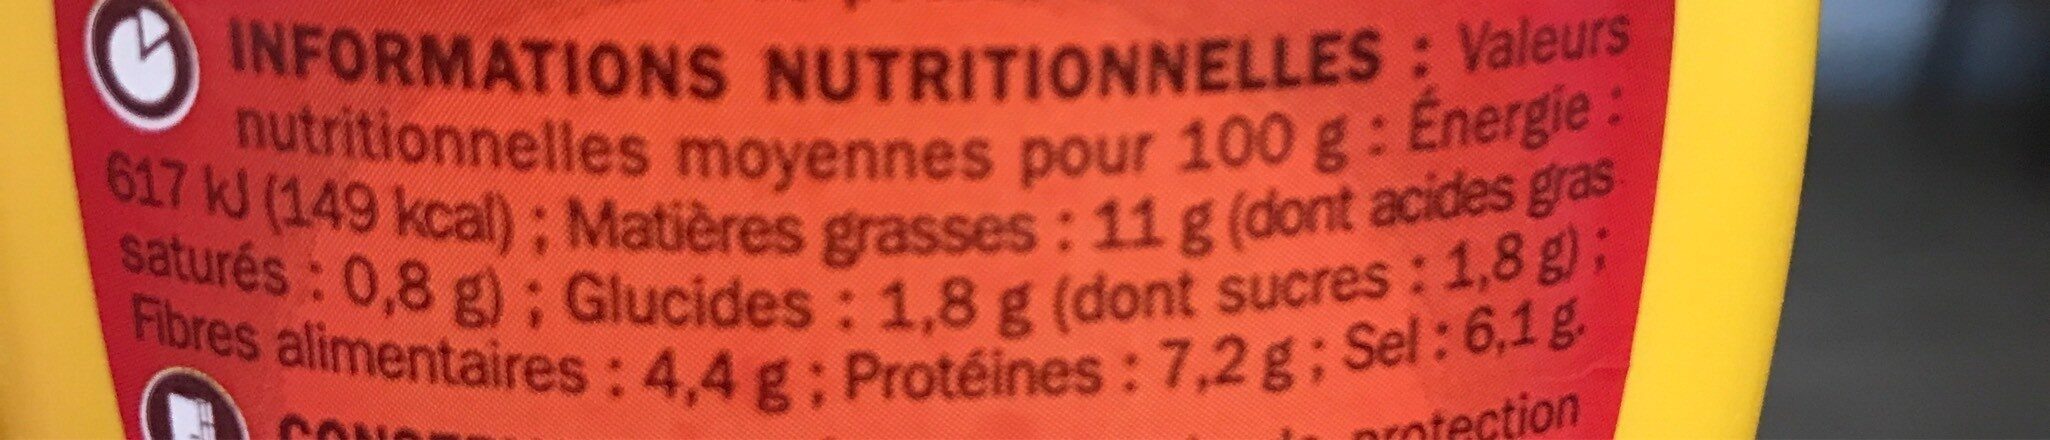 INFORMATIONS NUTRITIONNELLES : Valeurs
nutritionnelles moyennes pour 100 g : Énergie :
617 kJ (149 kcal) ; Matières grasses : 11 g (dont acides gras
saturés : 0,8 g) ; Glucides : 1,8 g (dont sucres : 1,8 g) ;
Fibres alimentaires : 4,4 g ; Protéines : 7,2 g ; Sel : 6,1 g.
protection